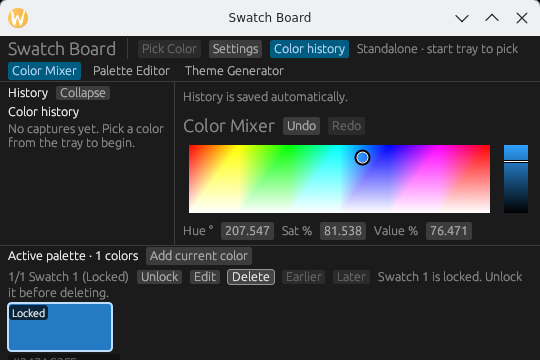 Swatch Board
Swatch Board Pick Color Settings Color history Standalone · start tray to pick
Color Mixer Palette Editor Theme Generator
History Collapse
Color history
No captures yet. Pick a color
from the tray to begin.
History is saved automatically.
Color Mixer Undo Redo
Hue ° 207.547 Sat % 81.538 Value % 76.471
Active palette · 1 colors Add current color
1/1 Swatch 1 (Locked) Unlock Edit Delete Earlier Later Swatch 1 is locked. Unlock
it before deleting.
Locked